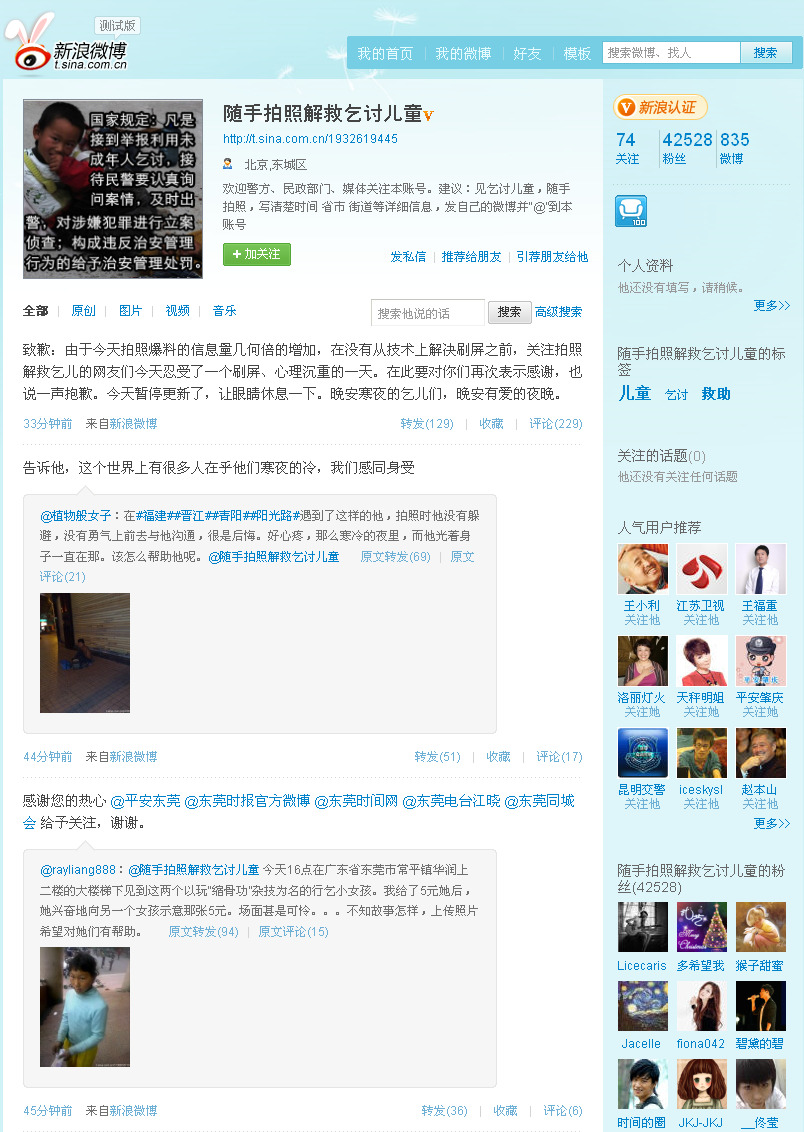 测试版
新浪微博
t.sina.com.cn
我的首页 我的微博 好友 模板 搜索微博、找人 搜索
国家规定：凡是
接到举报利用未
成年人乞讨，接
待民警要认真询
问案情，及时出
警，对涉嫌犯罪进行立案
侦查；构成违反治安管理
行为的给予治安管理处罚。
随手拍照解救乞讨儿童v
http://t.sina.com.cn/1932619445
北京,东城区
欢迎警方、民政部门、媒体关注本账号。建议：见乞讨儿童，随手
拍照，写清楚时间 省市 街道等详细信息，发自己的微博并"@"到本
账号
+ 加关注
发私信 | 推荐给朋友 | 引荐朋友给他
全部 | 原创 | 图片 | 视频 | 音乐
搜索他说的话 搜索 高级搜索
致歉：由于今天拍照爆料的信息量几何倍的增加，在没有从技术上解决刷屏之前，关注拍照
解救乞儿的网友们今天忍受了一个刷屏、心理沉重的一天。在此要对你们再次表示感谢，也
说一声抱歉。今天暂停更新了，让眼睛休息一下。晚安寒夜的乞儿们，晚安有爱的夜晚。
33分钟前 来自新浪微博 转发(129) | 收藏 | 评论(229)
告诉他，这个世界上有很多人在乎他们寒夜的冷，我们感同身受
@植物般女子：在#福建##晋江##青阳##阳光路#遇到了这样的他，拍照时他没有躲
避，没有勇气上前去与他沟通，很是后悔。好心疼，那么寒冷的夜里，而他光着身
子一直在那。该怎么帮助他呢。@随手拍照解救乞讨儿童 原文转发(69) | 原文
评论(21)
44分钟前 来自新浪微博 转发(51) | 收藏 | 评论(17)
感谢您的热心 @平安东莞 @东莞时报官方微博 @东莞时间网 @东莞电台江晓 @东莞同城
会 给予关注，谢谢。
@rayliang888：@随手拍照解救乞讨儿童 今天16点在广东省东莞市常平镇华润上
二楼的大楼梯下见到这两个以玩"缩骨功"杂技为名的行乞小女孩。我给了5元她后，
她兴奋地向另一个女孩示意那张5元。场面甚是可怜。。。不知故事怎样，上传照片
希望对她们有帮助。 原文转发(94) | 原文评论(15)
45分钟前 来自新浪微博 转发(36) | 收藏 | 评论(6)
V 新浪认证
74 42528 835
关注 粉丝 微博
100
个人资料
他还没有填写，请稍候。
更多>>
随手拍照解救乞讨儿童的标
签
儿童 乞讨 救助
关注的话题(0)
他还没有关注任何话题
人气用户推荐
王小利 江苏卫视 王福重
关注他 关注他 关注他
洛丽灯火 天秤明姐 平安肇庆
关注她 关注她 关注她
昆明交警 iceskysl 赵本山
关注他 关注他 关注他
更多>>
随手拍照解救乞讨儿童的粉
丝(42528)
Licecaris 多希望我 猴子甜蜜
Jacelle fiona042 碧黛的碧
时间的圈 JKJ-JKJ __佟莹